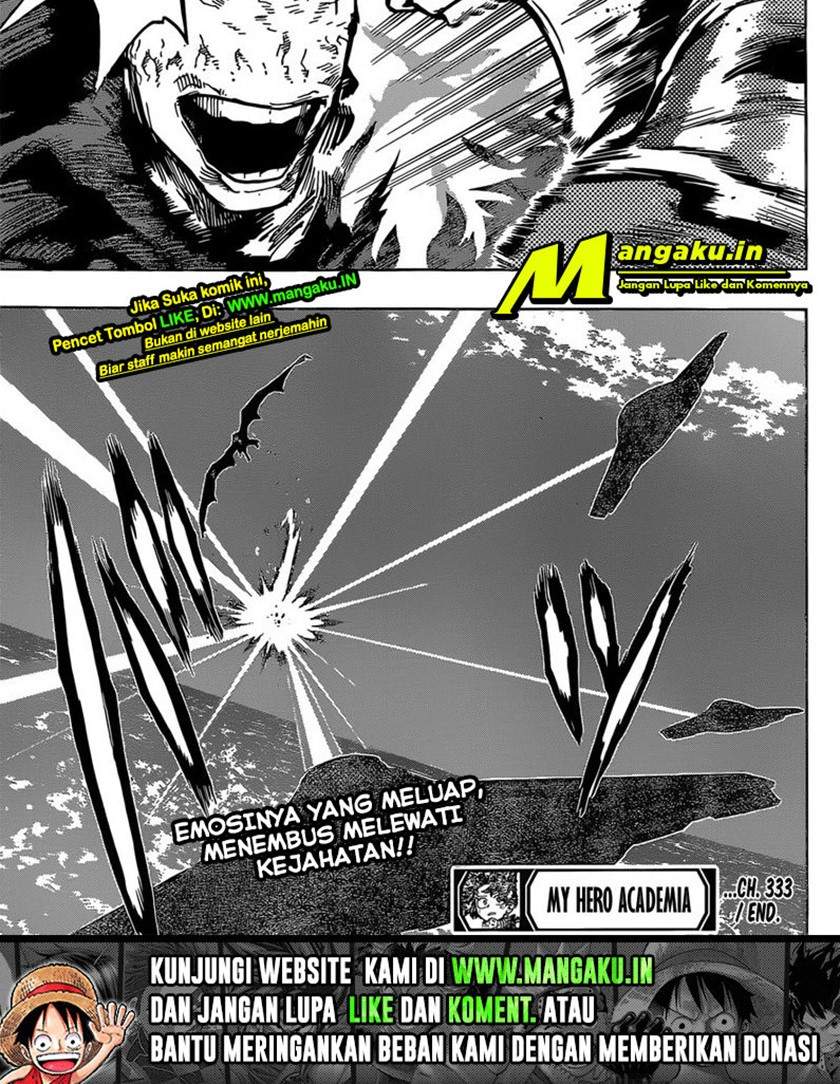 Mangaku.in
Jangan Lupa Like dan Komennya
Jika Suka komik ini,
Pencet Tombol LIKE, Di: WWW.mangaku.IN
Bukan di website lain
Biar staff makin semangat nerjemahin
EMOSINYA YANG MELUAP,
MENEMBUS MELEWATI
KEJAHATAN!!
MY HERO ACADEMIA
...CH. 333
/ END.
KUNJUNGI WEBSITE KAMI DI WWW.MANGAKU.IN
DAN JANGAN LUPA LIKE DAN KOMENT. ATAU
BANTU MERINGANKAN BEBAN KAMI DENGAN MEMBERIKAN DONASI